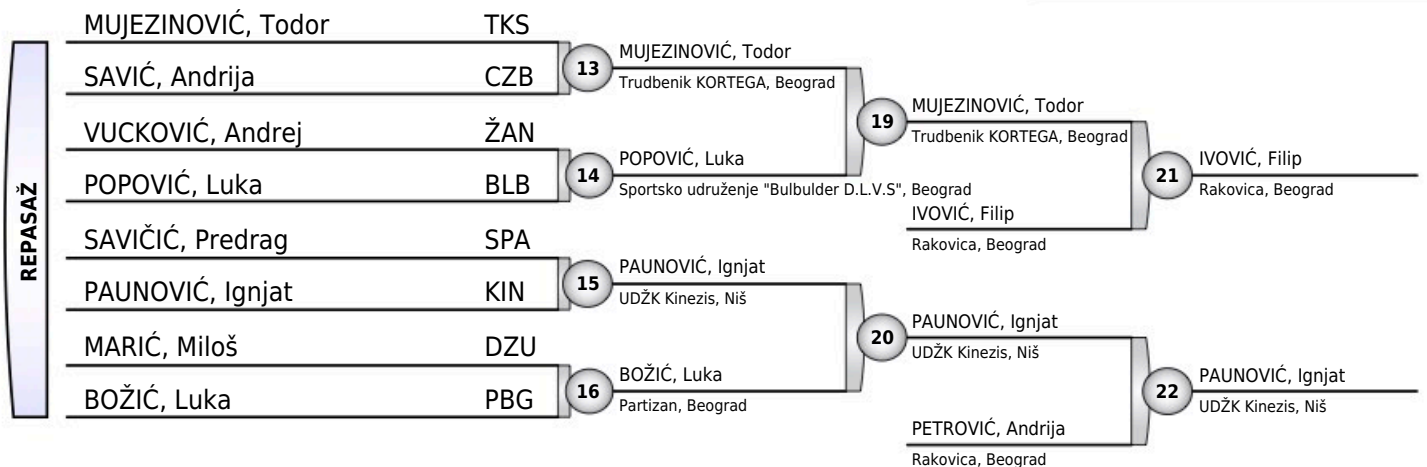 REPASAŽ
MUJEZINOVIĆ, Todor TKS
SAVIĆ, Andrija CZB
VUCKOVIĆ, Andrej ŽAN
POPOVIĆ, Luka BLB
SAVIČIĆ, Predrag SPA
PAUNOVIĆ, Ignjat KIN
MARIĆ, Miloš DZU
BOŽIĆ, Luka PBG
13
MUJEZINOVIĆ, Todor
Trudbenik KORTEGA, Beograd
14
POPOVIĆ, Luka
Sportsko udruženje "Bulbulder D.L.V.S", Beograd
15
PAUNOVIĆ, Ignjat
UDŽK Kinezis, Niš
16
BOŽIĆ, Luka
Partizan, Beograd
19
MUJEZINOVIĆ, Todor
Trudbenik KORTEGA, Beograd
IVOVIĆ, Filip
Rakovica, Beograd
20
PAUNOVIĆ, Ignjat
UDŽK Kinezis, Niš
PETROVIĆ, Andrija
Rakovica, Beograd
21
IVOVIĆ, Filip
Rakovica, Beograd
22
PAUNOVIĆ, Ignjat
UDŽK Kinezis, Niš